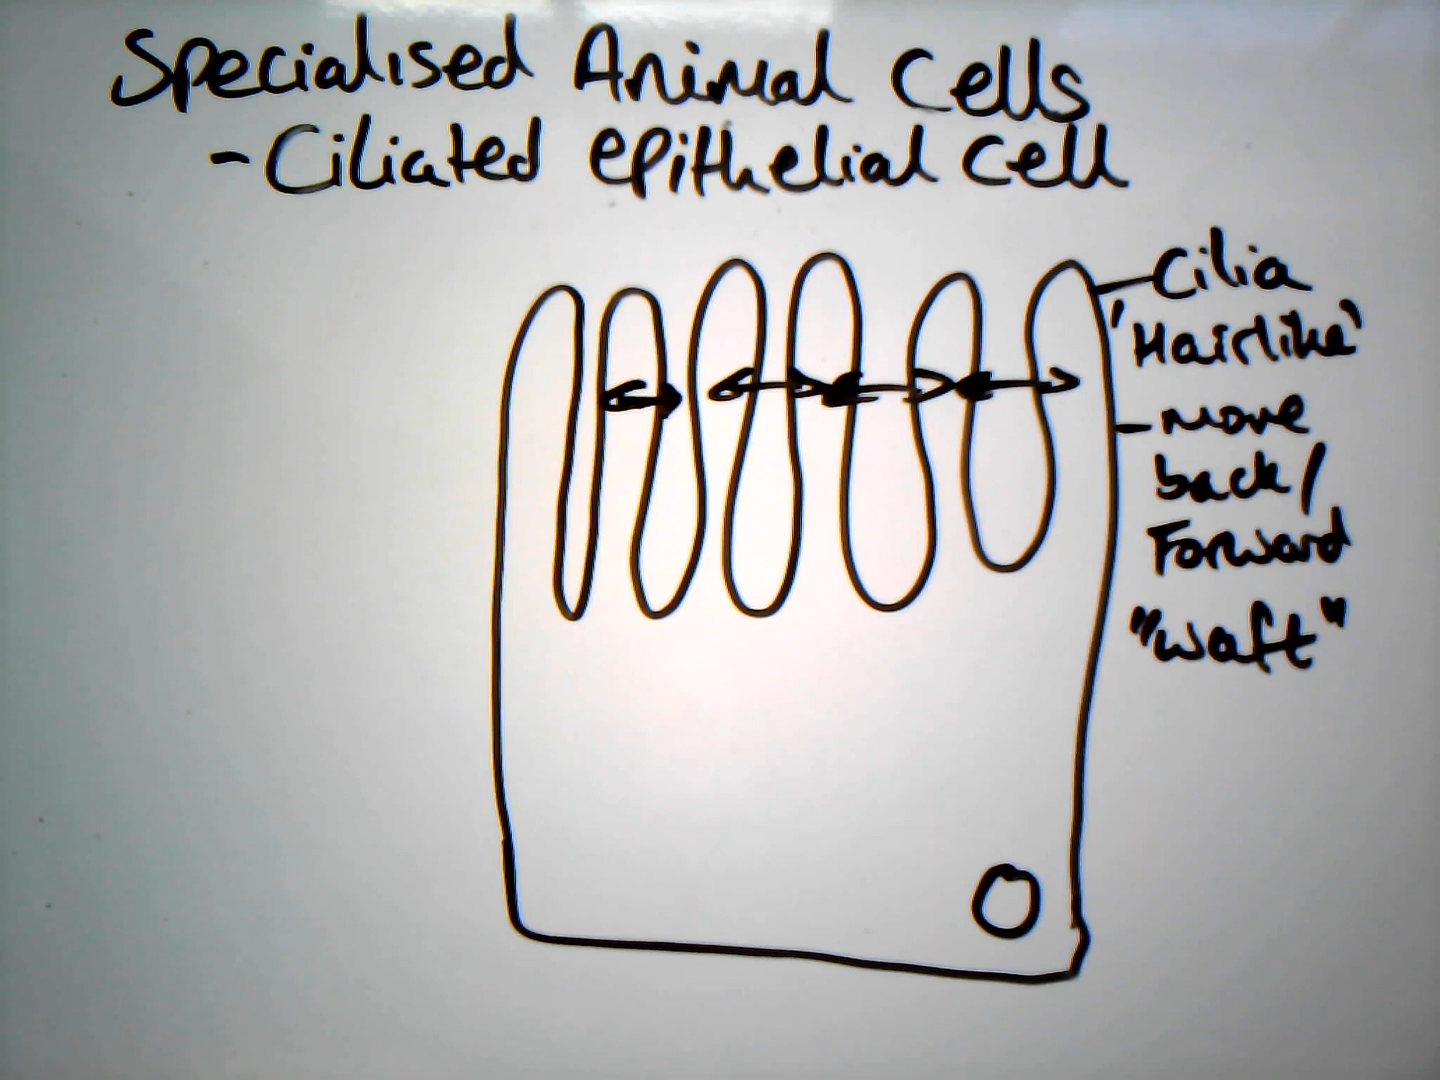 Specialised Animal Cells
- Ciliated epithelial cell
- Cilia
'Hairlike'
- move
back/
Forward
"waft"